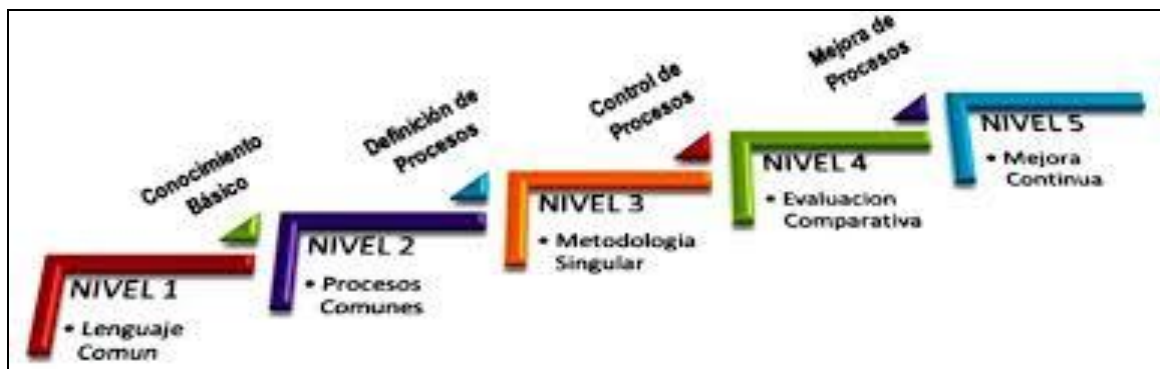 Conocimiento
Básico
Definición de
Procesos
Control de
Procesos
Mejora de
Procesos
NIVEL 1
• Lenguaje
Comun
NIVEL 2
• Procesos
Comunes
NIVEL 3
• Metodologia
Singular
NIVEL 4
• Evaluacion
Comparativa
NIVEL 5
• Mejora
Continua